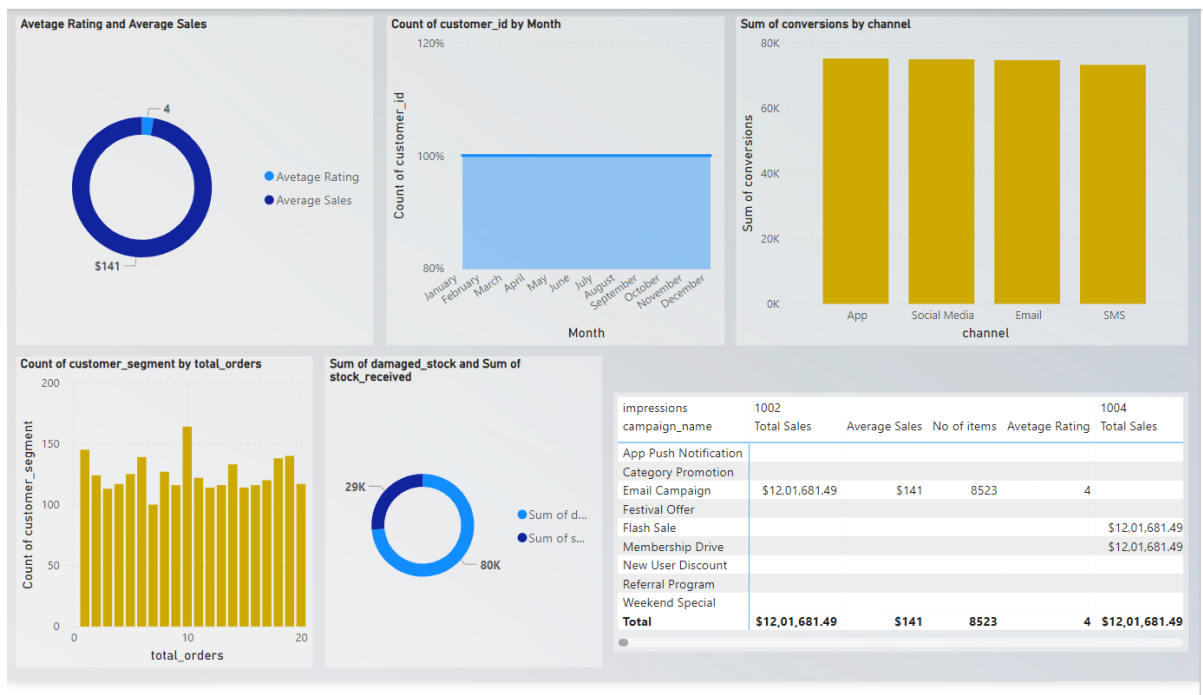 Avetage Rating and Average Sales
4
$141
Avetage Rating
Average Sales
Count of customer_id by Month
120%
100%
80%
Count of customer_id
January
February
March
April
May
June
July
August
September
October
November
December
Month
Sum of conversions by channel
80K
60K
40K
20K
0K
Sum of conversions
App
Social Media
Email
SMS
channel
Count of customer_segment by total_orders
200
150
100
50
0
Count of customer_segment
0
10
20
total_orders
Sum of damaged_stock and Sum of
stock_received
29K
80K
Sum of d...
Sum of s...
impressions 1002 1004
campaign_name Total Sales Average Sales No of items Avetage Rating Total Sales
App Push Notification
Category Promotion
Email Campaign $12,01,681.49 $141 8523 4
Festival Offer
Flash Sale $12,01,681.49
Membership Drive $12,01,681.49
New User Discount
Referral Program
Weekend Special
Total $12,01,681.49 $141 8523 4 $12,01,681.49